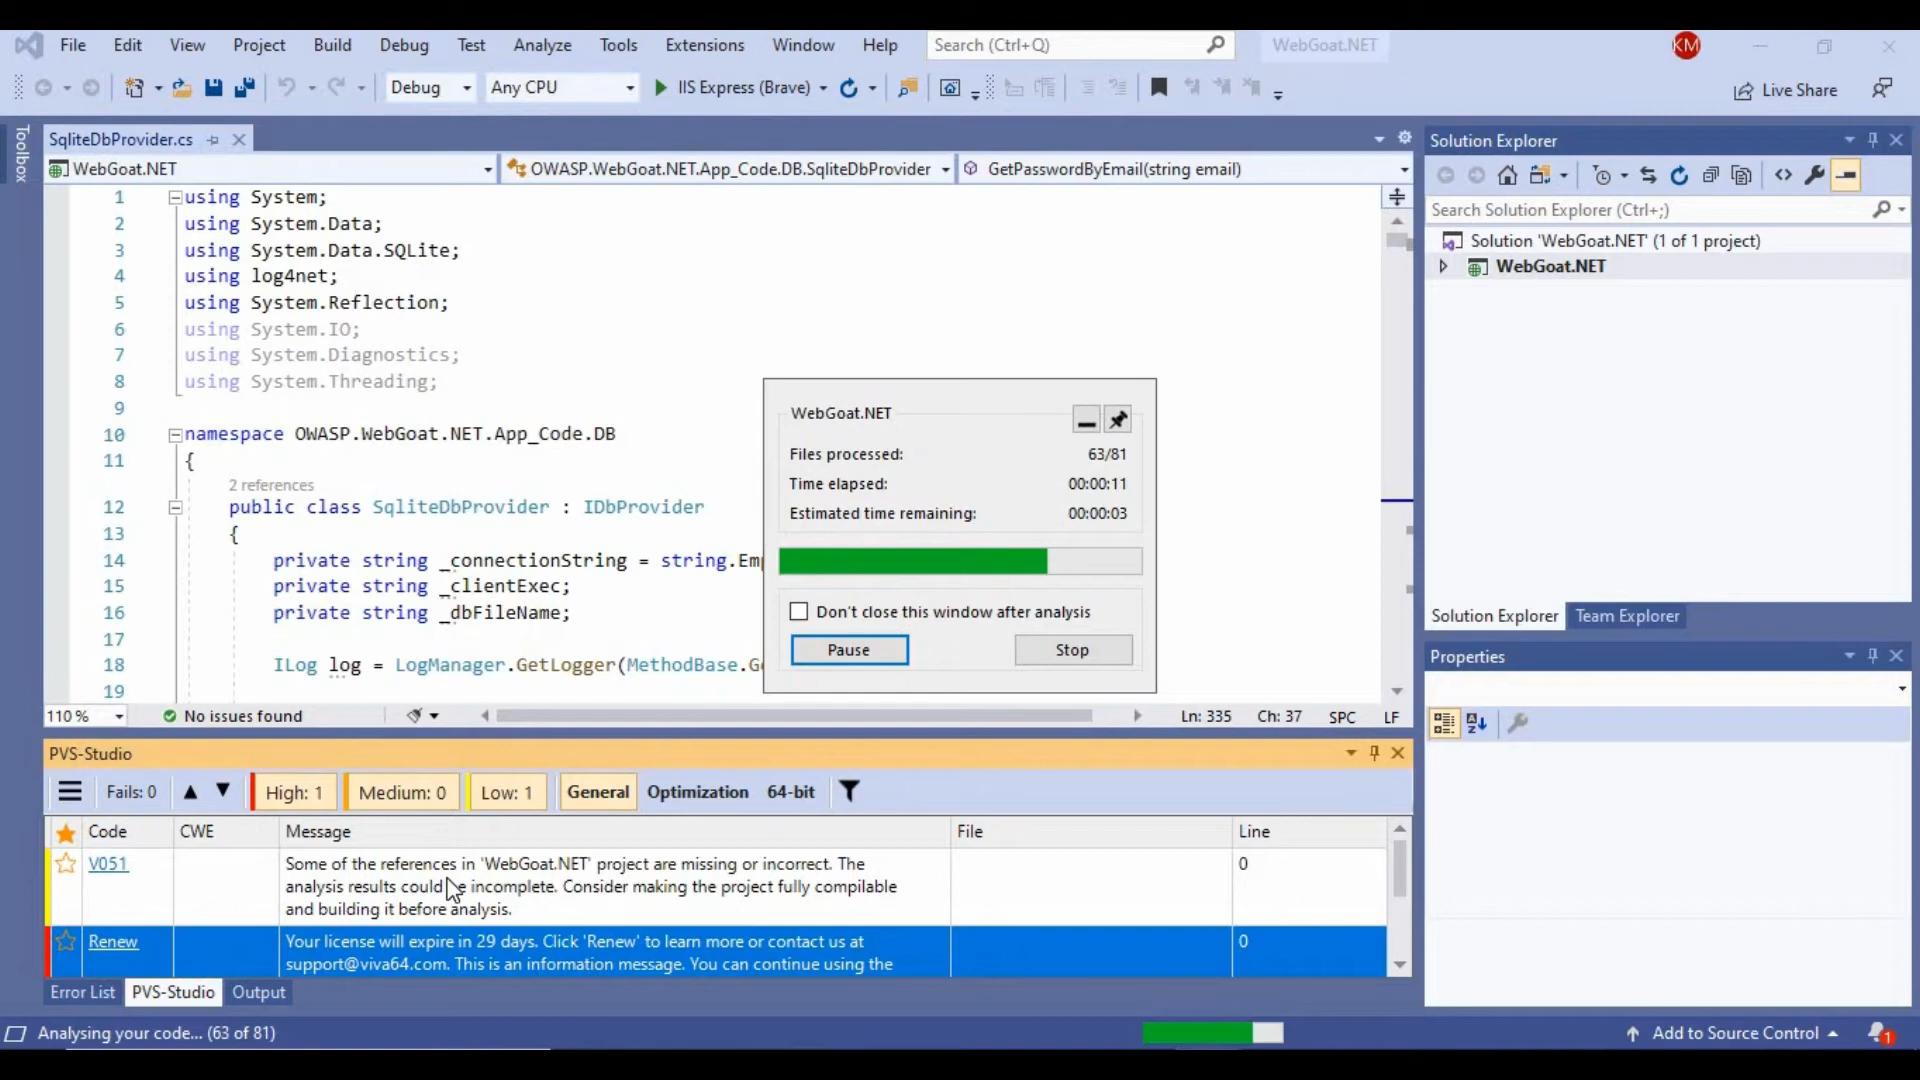 File Edit View Project Build Debug Test Analyze Tools Extensions Window Help Search (Ctrl+Q) WebGoat.NET KM
Debug Any CPU IIS Express (Brave) Live Share
Toolbox
SqliteDbProvider.cs
WebGoat.NET OWASP.WebGoat.NET.App_Code.DB.SqliteDbProvider GetPasswordByEmail(string email)
1 using System;
2 using System.Data;
3 using System.Data.SQLite;
4 using log4net;
5 using System.Reflection;
6 using System.IO;
7 using System.Diagnostics;
8 using System.Threading;
9
10 namespace OWASP.WebGoat.NET.App_Code.DB
11 {
2 references
12 public class SqliteDbProvider : IDbProvider
13 {
14 private string _connectionString = string.Emp
15 private string _clientExec;
16 private string _dbFileName;
17
18 ILog log = LogManager.GetLogger(MethodBase.Ge
19
110 % No issues found Ln: 335 Ch: 37 SPC LF
WebGoat.NET
Files processed: 63/81
Time elapsed: 00:00:11
Estimated time remaining: 00:00:03
Don't close this window after analysis
Pause Stop
Solution Explorer
Search Solution Explorer (Ctrl+;)
Solution 'WebGoat.NET' (1 of 1 project)
WebGoat.NET
Solution Explorer Team Explorer
Properties
PVS-Studio
Fails: 0 High: 1 Medium: 0 Low: 1 General Optimization 64-bit
Code CWE Message File Line
V051 Some of the references in 'WebGoat.NET' project are missing or incorrect. The 0
analysis results could be incomplete. Consider making the project fully compilable
and building it before analysis.
Renew Your license will expire in 29 days. Click 'Renew' to learn more or contact us at 0
support@viva64.com. This is an information message. You can continue using the
Error List PVS-Studio Output
Analysing your code... (63 of 81) Add to Source Control 1